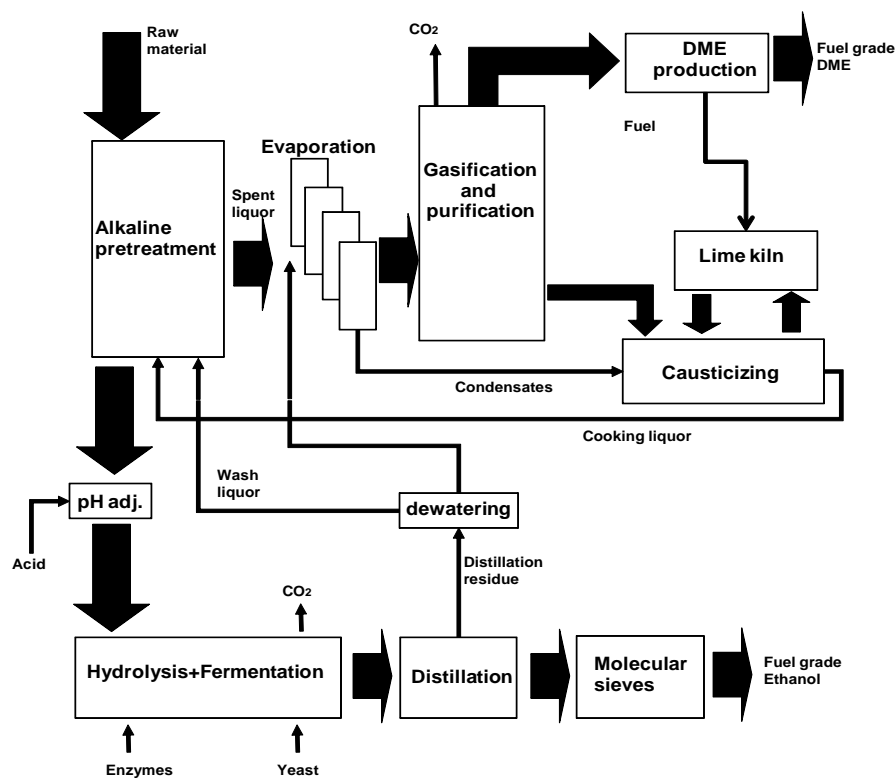 Raw
material
CO2
DME
production
Fuel grade
DME
Fuel
Evaporation
Gasification
and
purification
Spent
liquor
Alkaline
pretreatment
Lime kiln
Causticizing
Condensates
Cooking liquor
Wash
liquor
pH adj.
dewatering
Acid
Distillation
residue
CO2
Hydrolysis+Fermentation
Distillation
Molecular
sieves
Fuel grade
Ethanol
Enzymes
Yeast